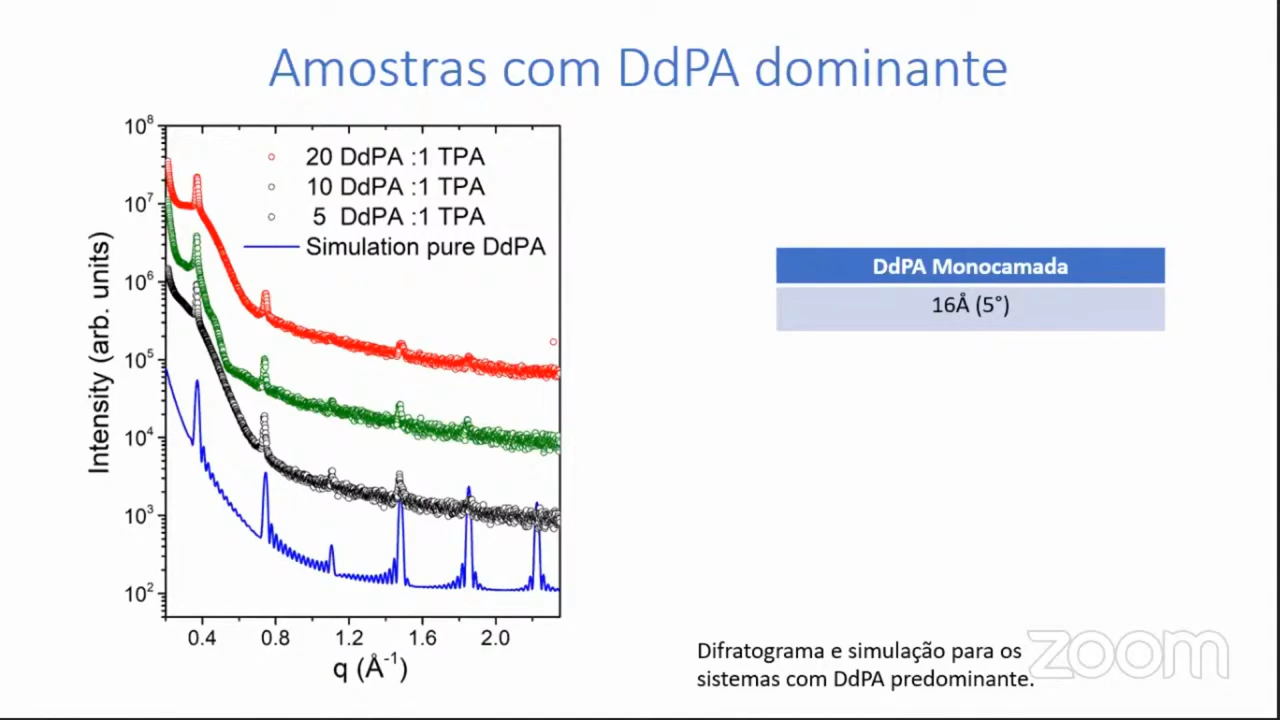 Amostras com DdPA dominante
10⁸
10⁷
10⁶
10⁵
10⁴
10³
10²
Intensity (arb. units)
20 DdPA :1 TPA
10 DdPA :1 TPA
5 DdPA :1 TPA
Simulation pure DdPA
0.4 0.8 1.2 1.6 2.0
q (Å⁻¹)
DdPA Monocamada
16Å (5°)
Difratograma e simulação para os
sistemas com DdPA predominante.
zoom